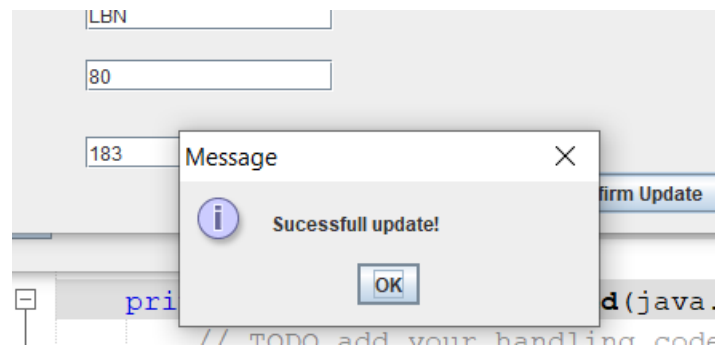 LBN
80
183
Message
firm Update
i
Sucessfull update!
OK
pri d(java.
// TODO add your handling code